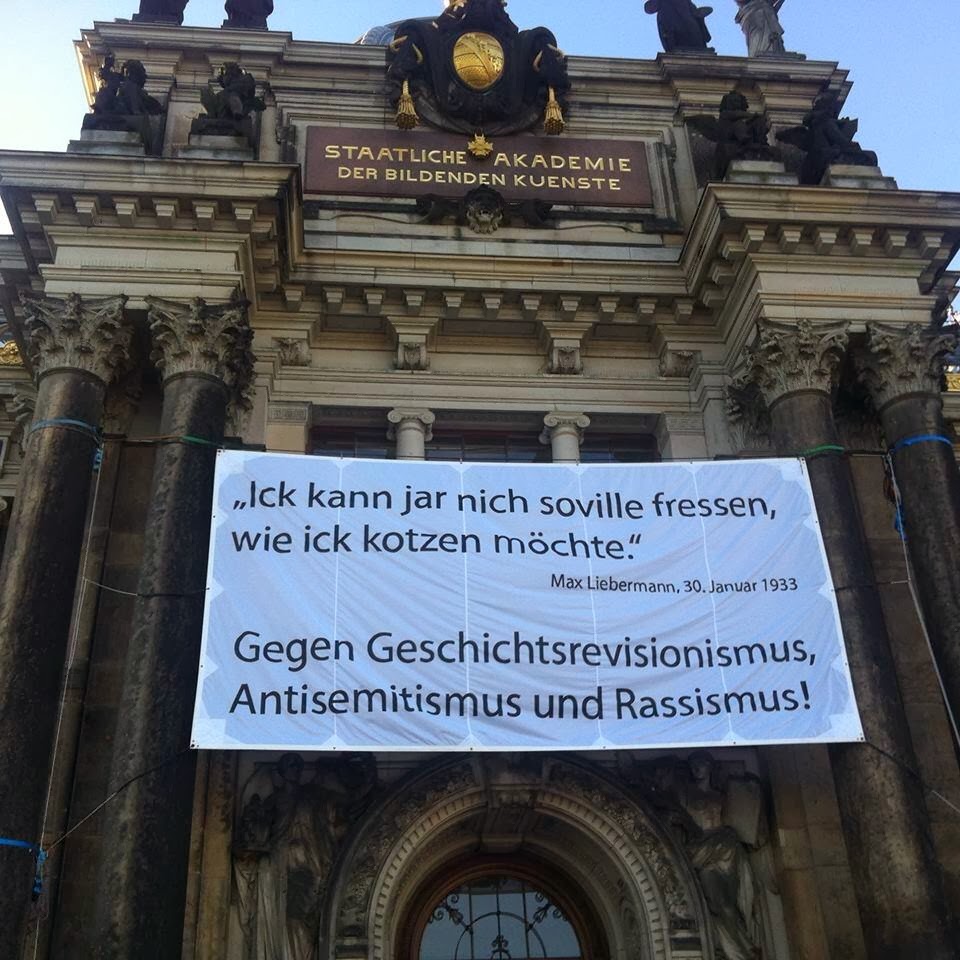 STAATLICHE AKADEMIE
DER BILDENDEN KUENSTE
„Ick kann jar nich soville fressen,
wie ick kotzen möchte.“
Max Liebermann, 30. Januar 1933
Gegen Geschichtsrevisionismus,
Antisemitismus und Rassismus!